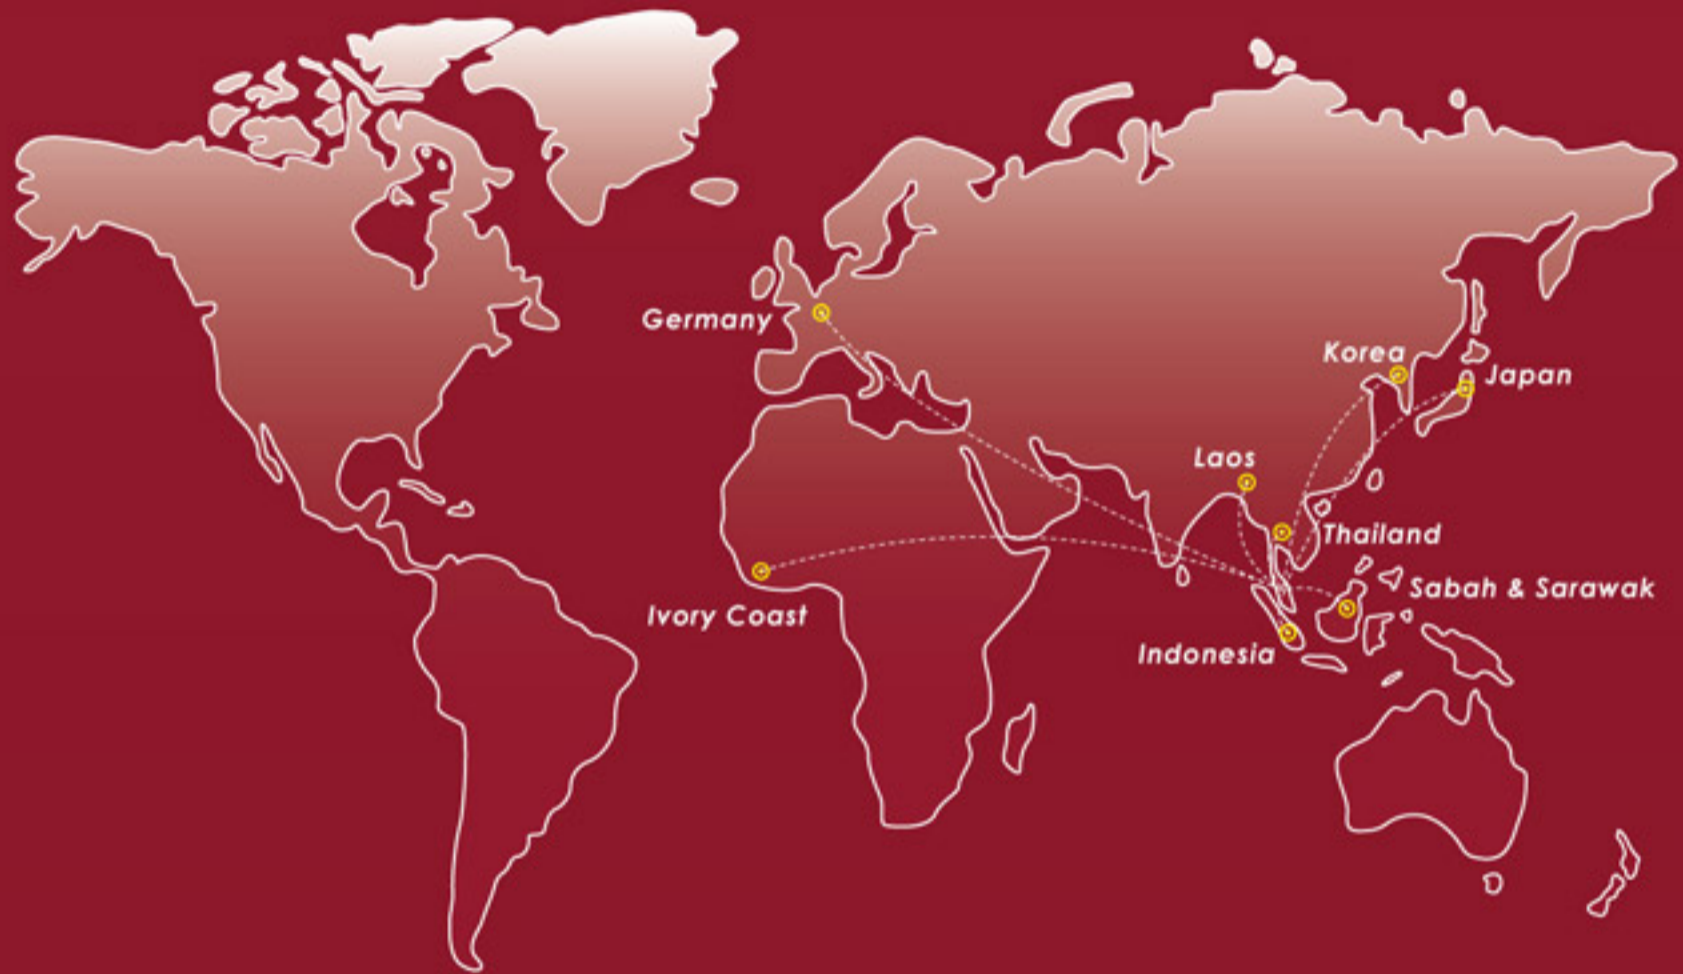 Germany
Korea
Japan
Laos
Thailand
Sabah & Sarawak
Ivory Coast
Indonesia